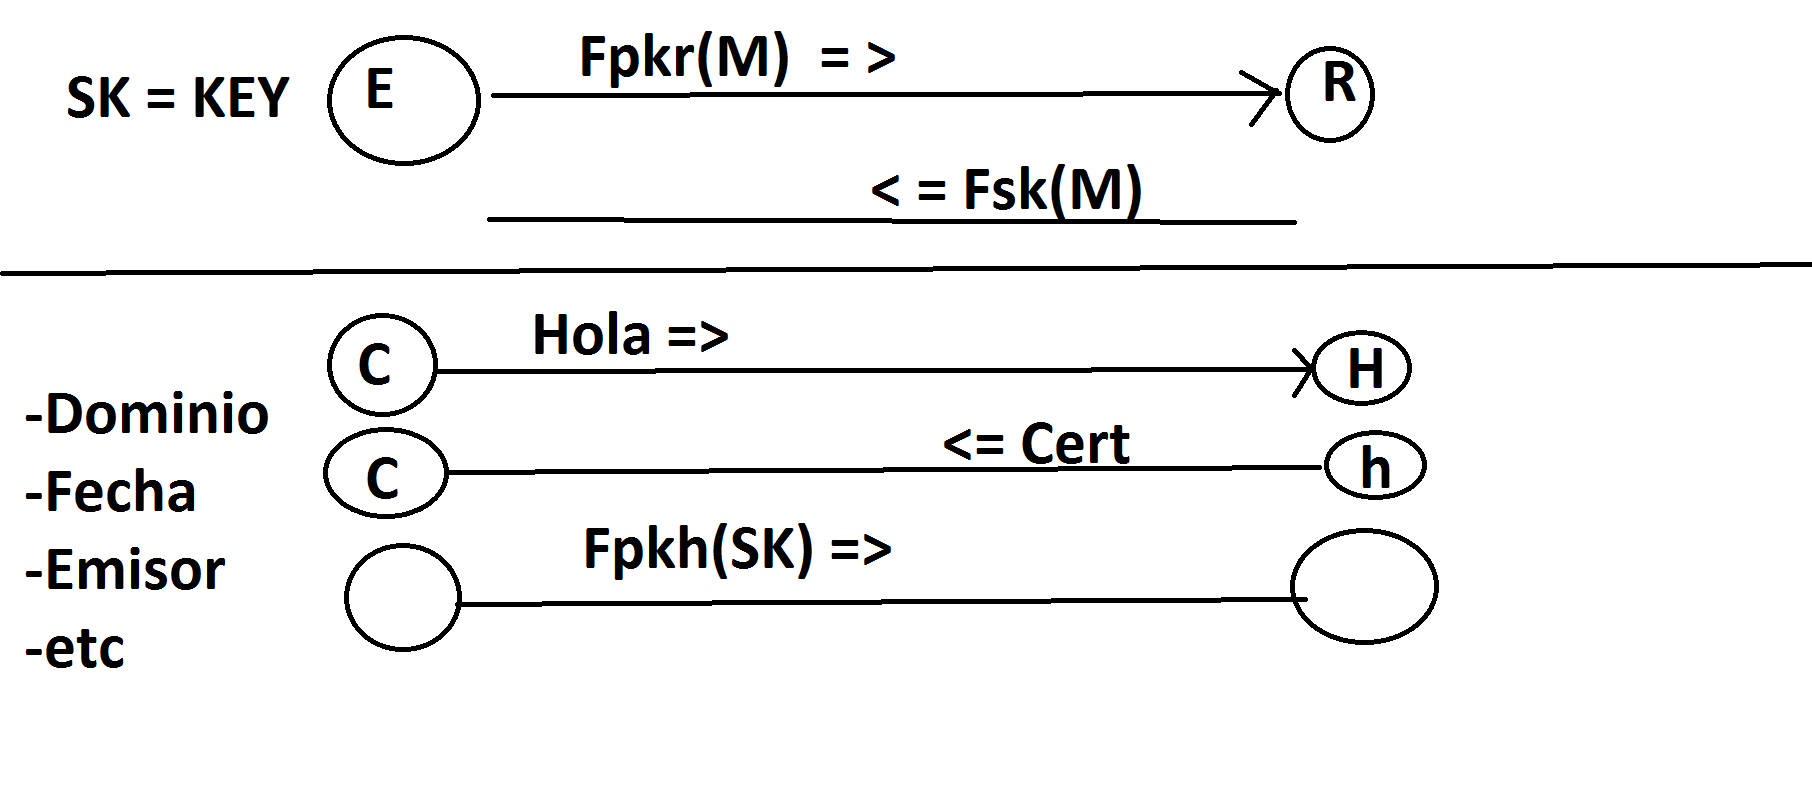 SK = KEY
E
Fpkr(M) = >
R
< = Fsk(M)
C
Hola =>
H
-Dominio
-Fecha
-Emisor
-etc
C
<= Cert
h
Fpkh(SK) =>